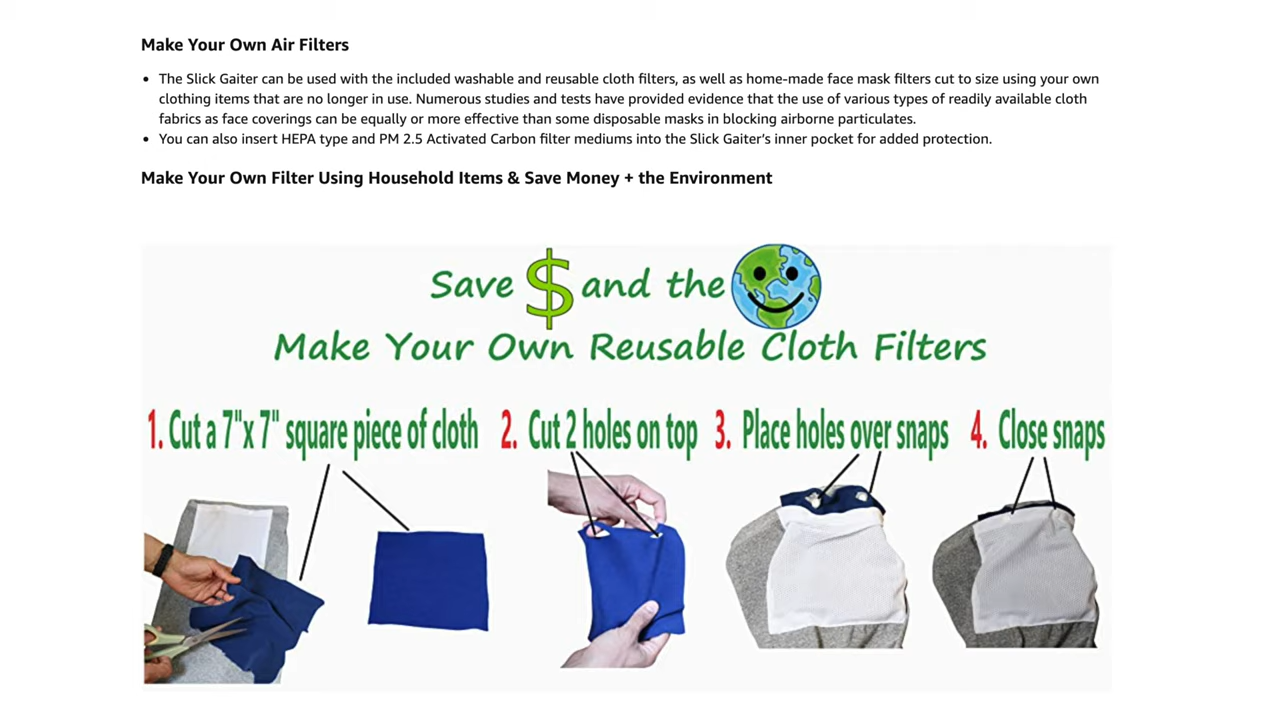 Make Your Own Air Filters
• The Slick Gaiter can be used with the included washable and reusable cloth filters, as well as home-made face mask filters cut to size using your own
clothing items that are no longer in use. Numerous studies and tests have provided evidence that the use of various types of readily available cloth
fabrics as face coverings can be equally or more effective than some disposable masks in blocking airborne particulates.
• You can also insert HEPA type and PM 2.5 Activated Carbon filter mediums into the Slick Gaiter’s inner pocket for added protection.
Make Your Own Filter Using Household Items & Save Money + the Environment
Save $ and the
Make Your Own Reusable Cloth Filters
1. Cut a 7"x 7" square piece of cloth 2. Cut 2 holes on top 3. Place holes over snaps 4. Close snaps